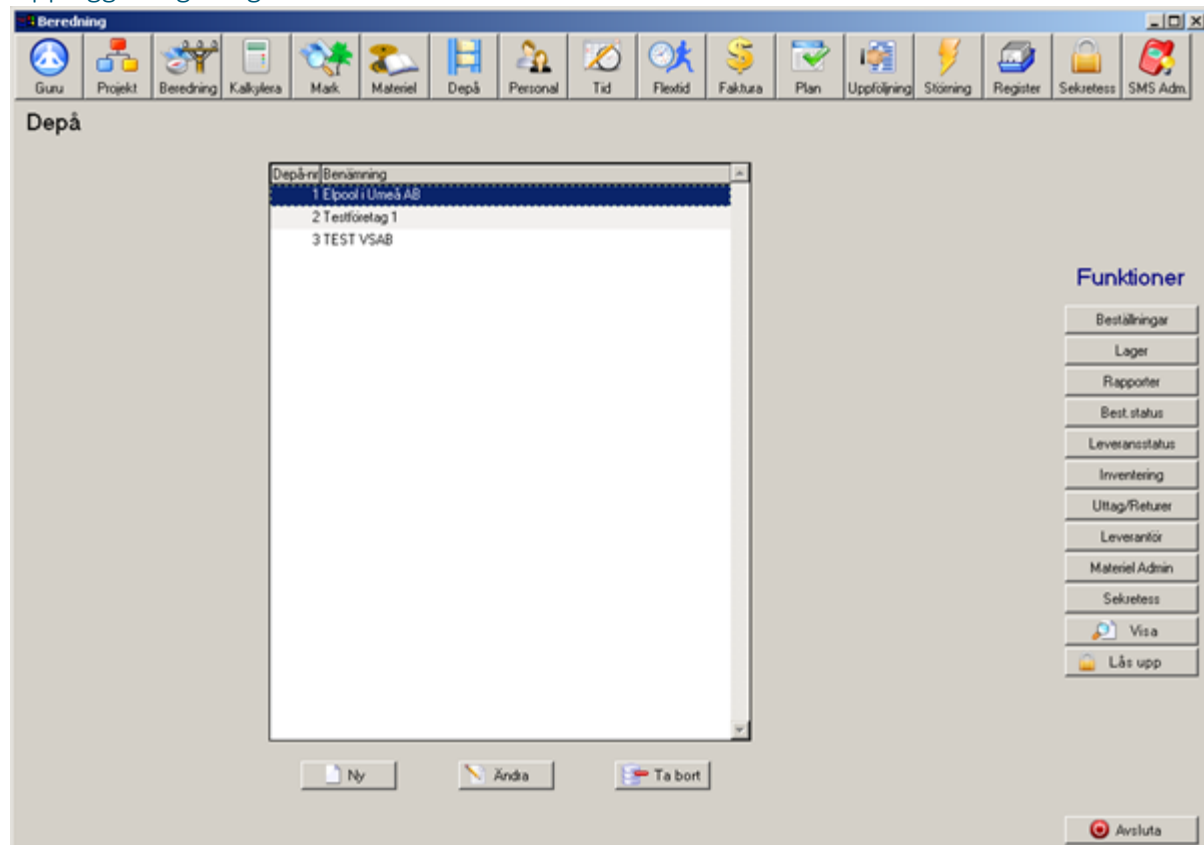 Beredning
Guru Projekt Beredning Kalkylera Mark Materiel Depå Personal Tid Flextid Faktura Plan Uppföljning Störning Register Sekretess SMS Adm.
Depå
Depå-nr Benämning
1 Elpool i Umeå AB
2 Testföretag 1
3 TEST VSAB
Funktioner
Beställningar
Lager
Rapporter
Best.status
Leveransstatus
Inventering
Uttag/Returer
Leverantör
Materiel Admin
Sekretess
Visa
Lås upp
Ny Ändra Ta bort
Avsluta